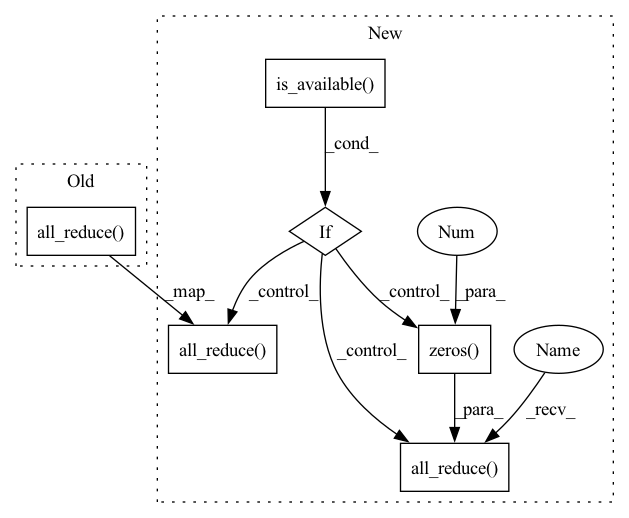 New
is_available()
_cond_
Old
all_reduce()
If
Num
_map_
_control_
_control_
_para_
all_reduce()
_control_
zeros()
Name
_para_
_recv_
all_reduce()